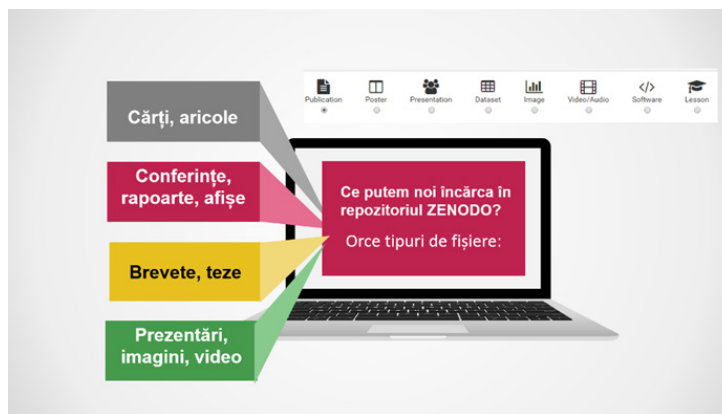 Publication Poster Presentation Dataset Image Video/Audio Software Lesson
Cărți, aricole
Conferințe,
rapoarte, afișe
Brevete, teze
Prezentări,
imagini, video
Ce putem noi încărca în
repozitoriul ZENODO?
Orce tipuri de fișiere: